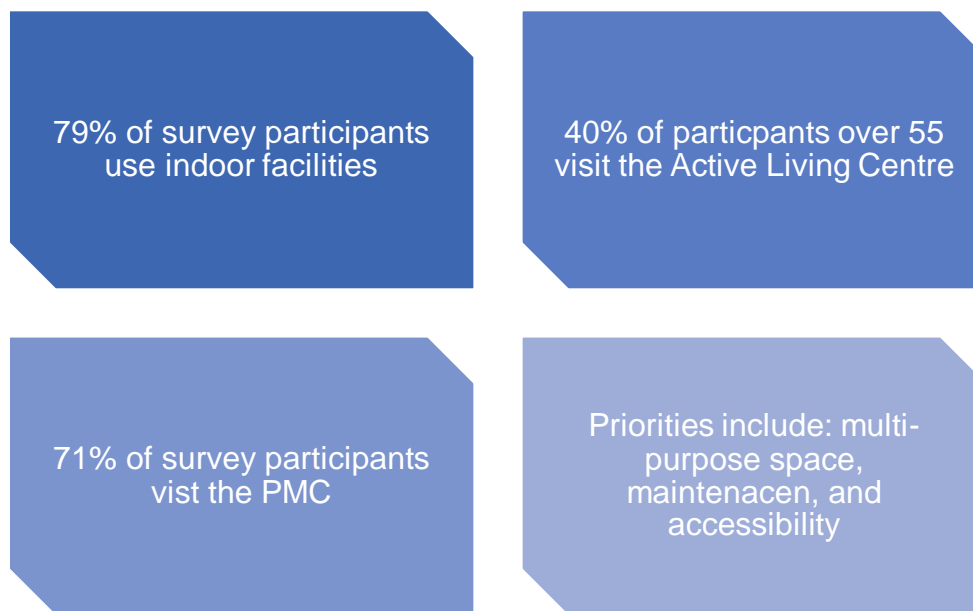 79% of survey participants
use indoor facilities
40% of particpants over 55
visit the Active Living Centre
71% of survey participants
vist the PMC
Priorities include: multi-
purpose space,
maintenacen, and
accessibility